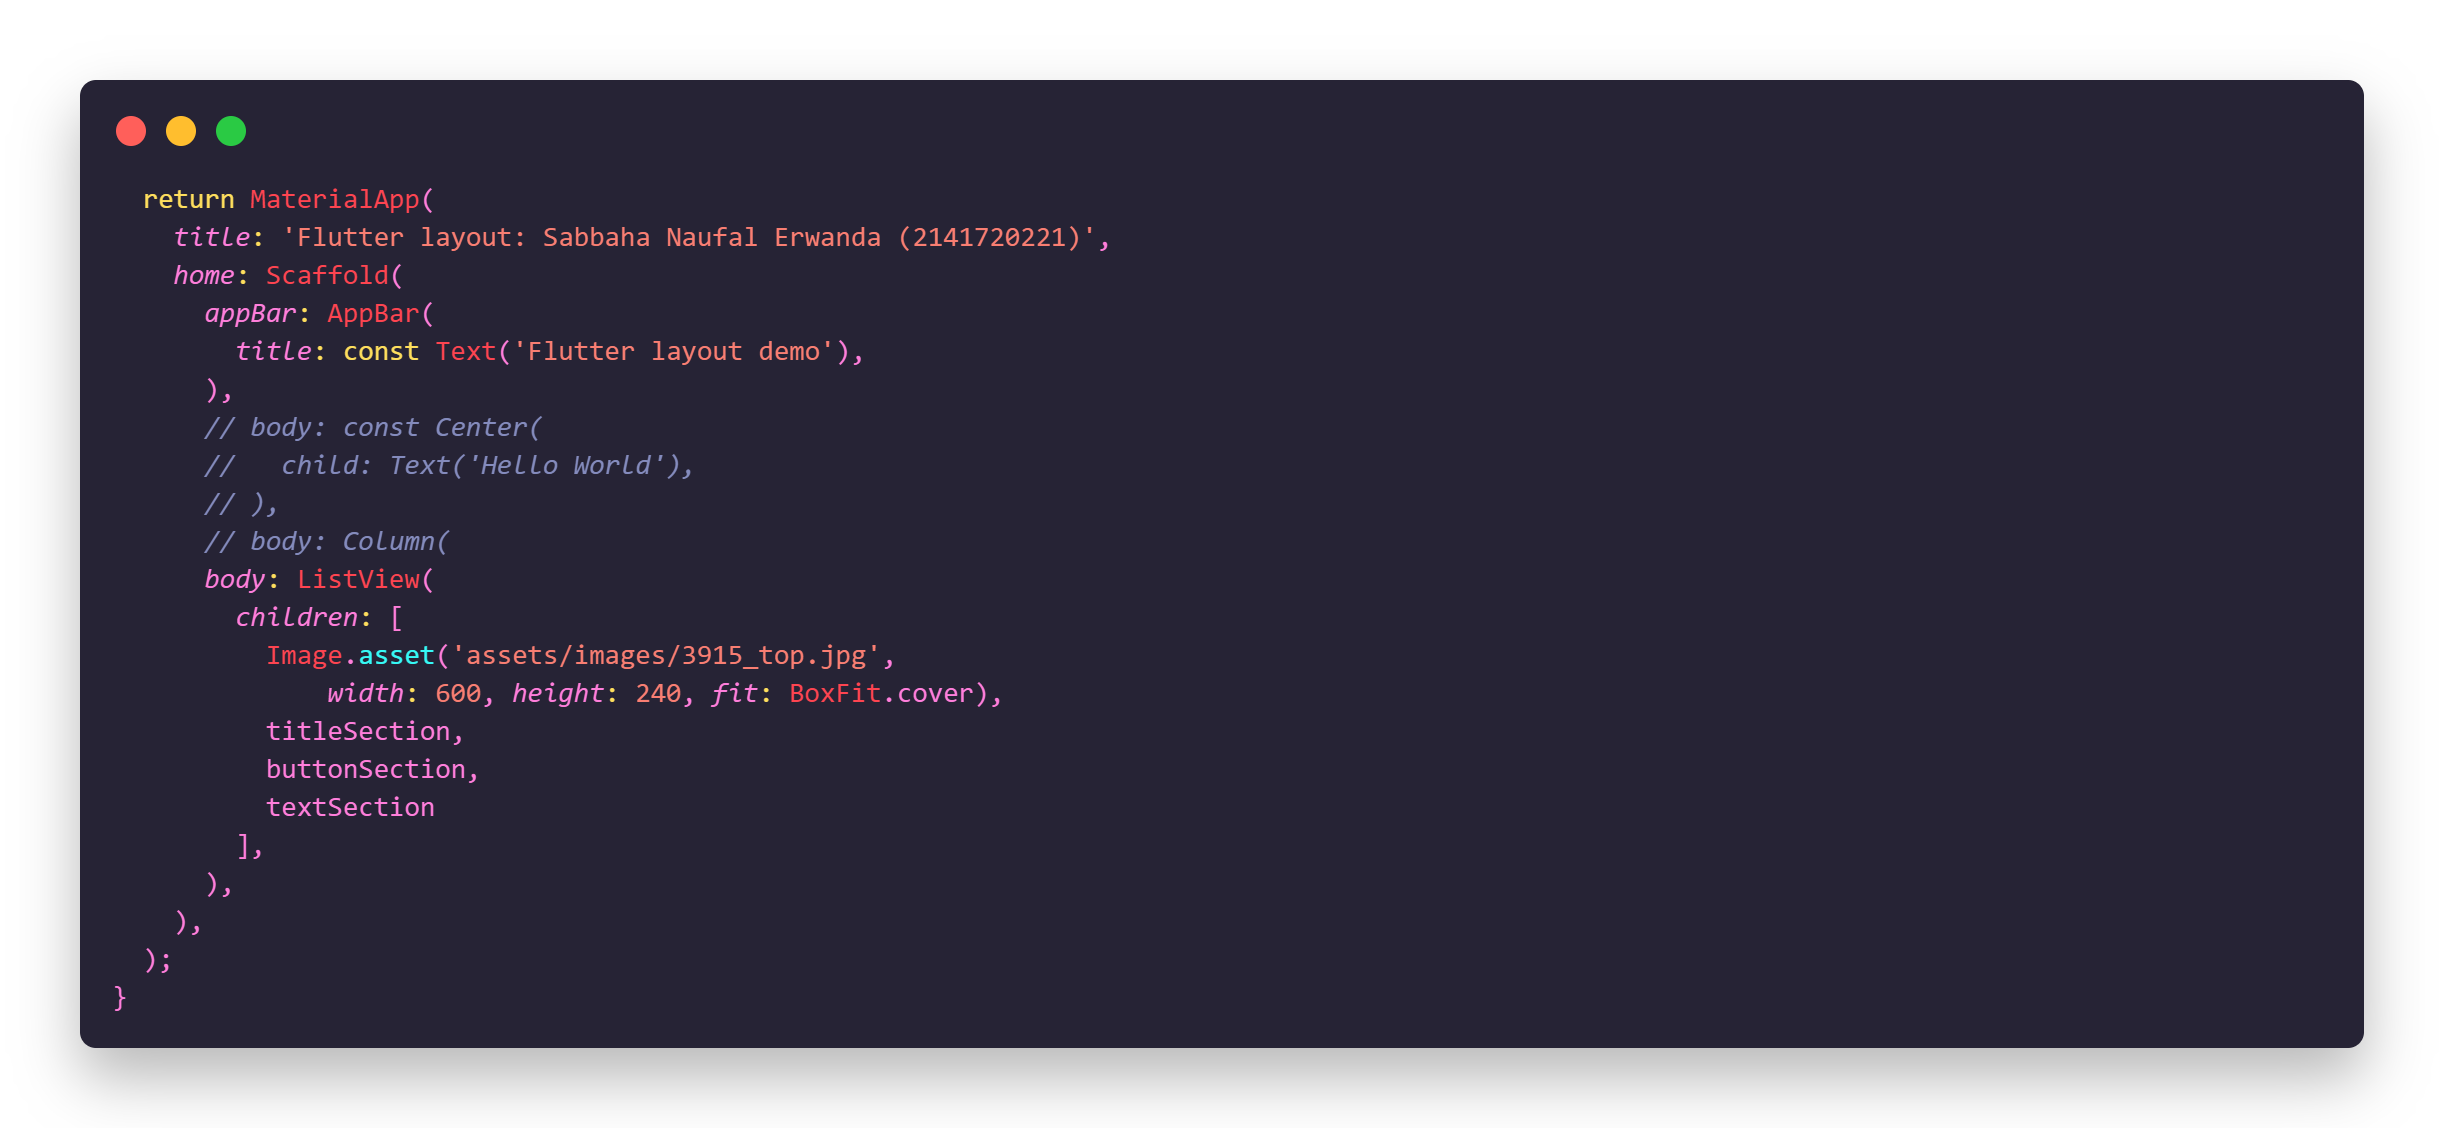 return MaterialApp(
title: 'Flutter layout: Sabbaha Naufal Erwanda (2141720221)',
home: Scaffold(
appBar: AppBar(
title: const Text('Flutter layout demo'),
),
// body: const Center(
//   child: Text('Hello World'),
// ),
// body: Column(
body: ListView(
children: [
Image.asset('assets/images/3915_top.jpg',
width: 600, height: 240, fit: BoxFit.cover),
titleSection,
buttonSection,
textSection
],
),
),
);
}